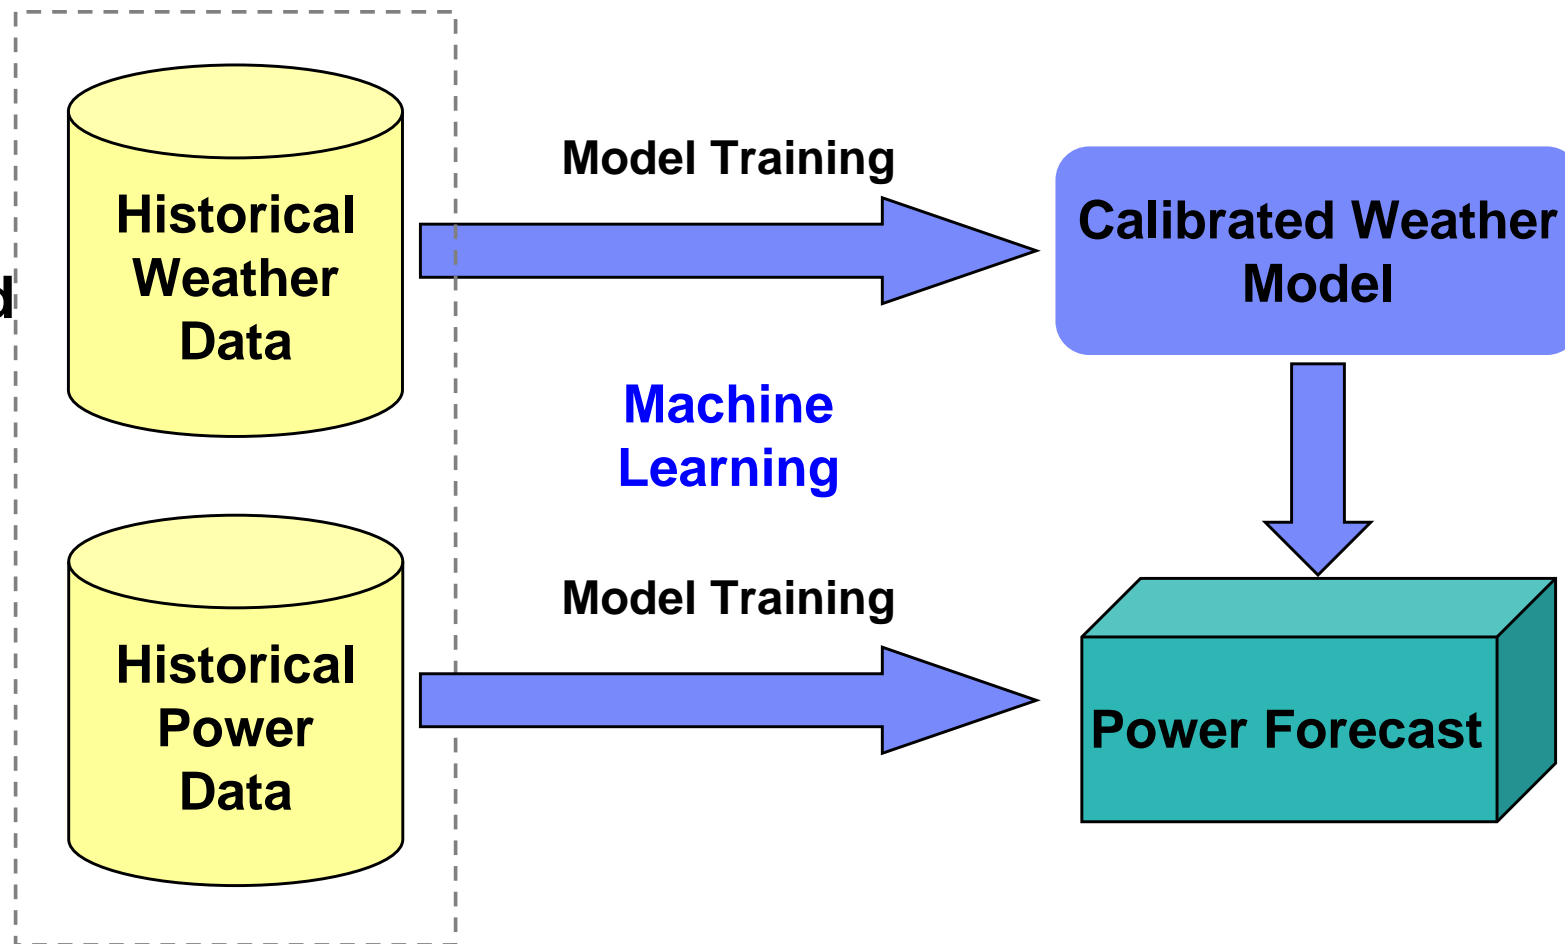 Historical
Weather
Data
Model Training
Calibrated Weather
Model
d
Machine
Learning
Historical
Power
Data
Model Training
Power Forecast